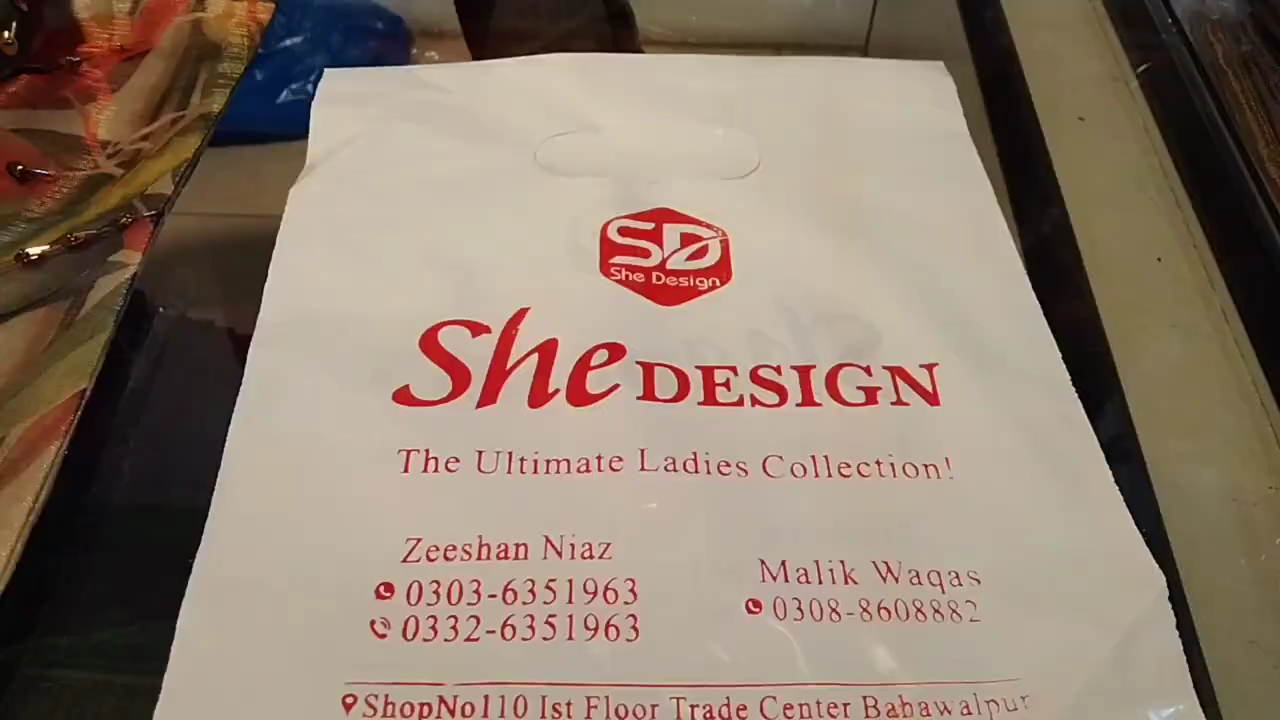 SD
She Design
She DESIGN
The Ultimate Ladies Collection!
Zeeshan Niaz
0303-6351963
0332-6351963
Malik Waqas
0308-8608882
ShopNo110 Ist Floor Trade Center Bahawalpur